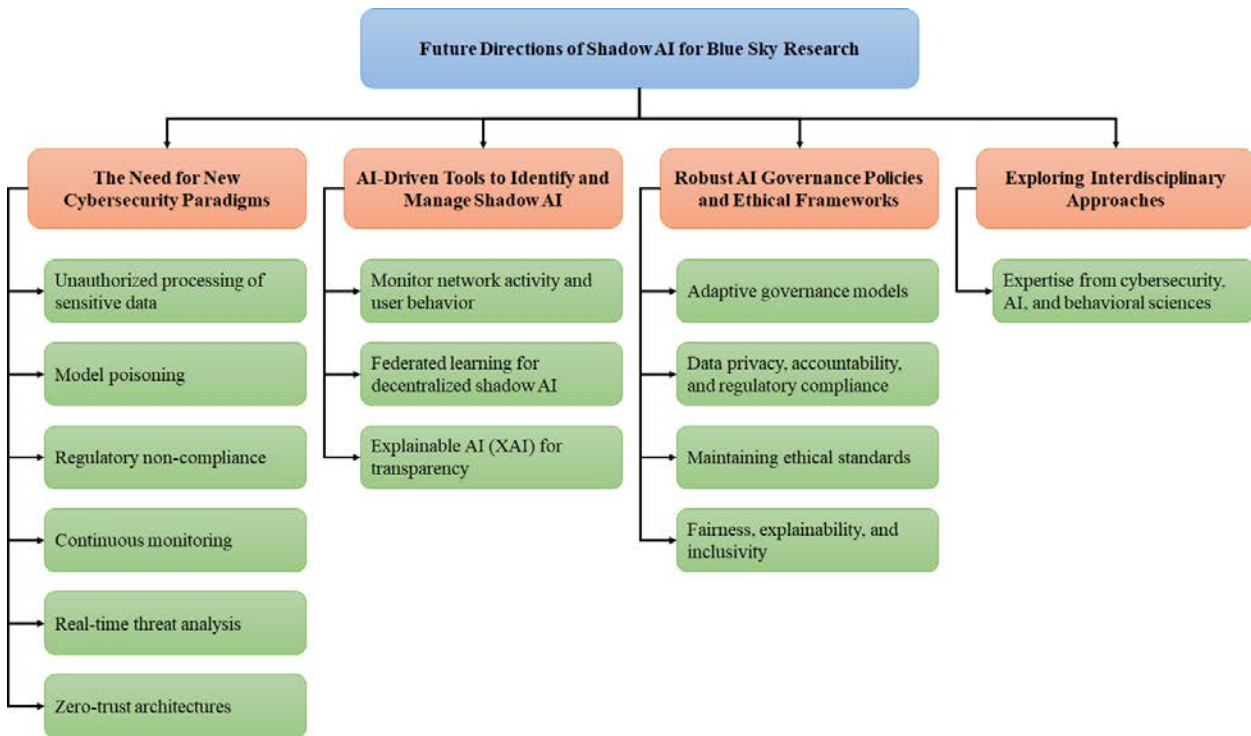 Future Directions of Shadow AI for Blue Sky Research
The Need for New
Cybersecurity Paradigms
Unauthorized processing of
sensitive data
Model poisoning
Regulatory non-compliance
Continuous monitoring
Real-time threat analysis
Zero-trust architectures
AI-Driven Tools to Identify and
Manage Shadow AI
Monitor network activity and
user behavior
Federated learning for
decentralized shadow AI
Explainable AI (XAI) for
transparency
Robust AI Governance Policies
and Ethical Frameworks
Adaptive governance models
Data privacy, accountability,
and regulatory compliance
Maintaining ethical standards
Fairness, explainability, and
inclusivity
Exploring Interdisciplinary
Approaches
Expertise from cybersecurity,
AI, and behavioral sciences